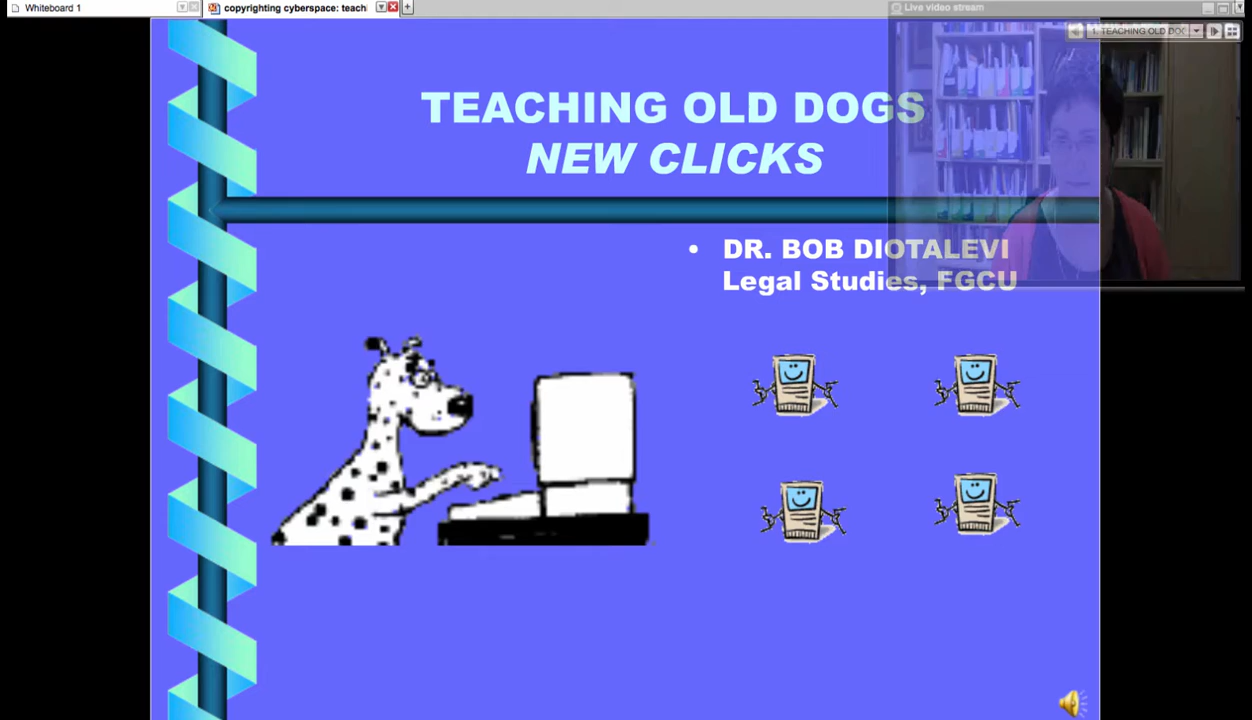 Whiteboard 1
copyrighting cyberspace: teachi
Live video stream
1. TEACHING OLD DOG
TEACHING OLD DOGS
NEW CLICKS
• DR. BOB DIOTALEVI
Legal Studies, FGCU